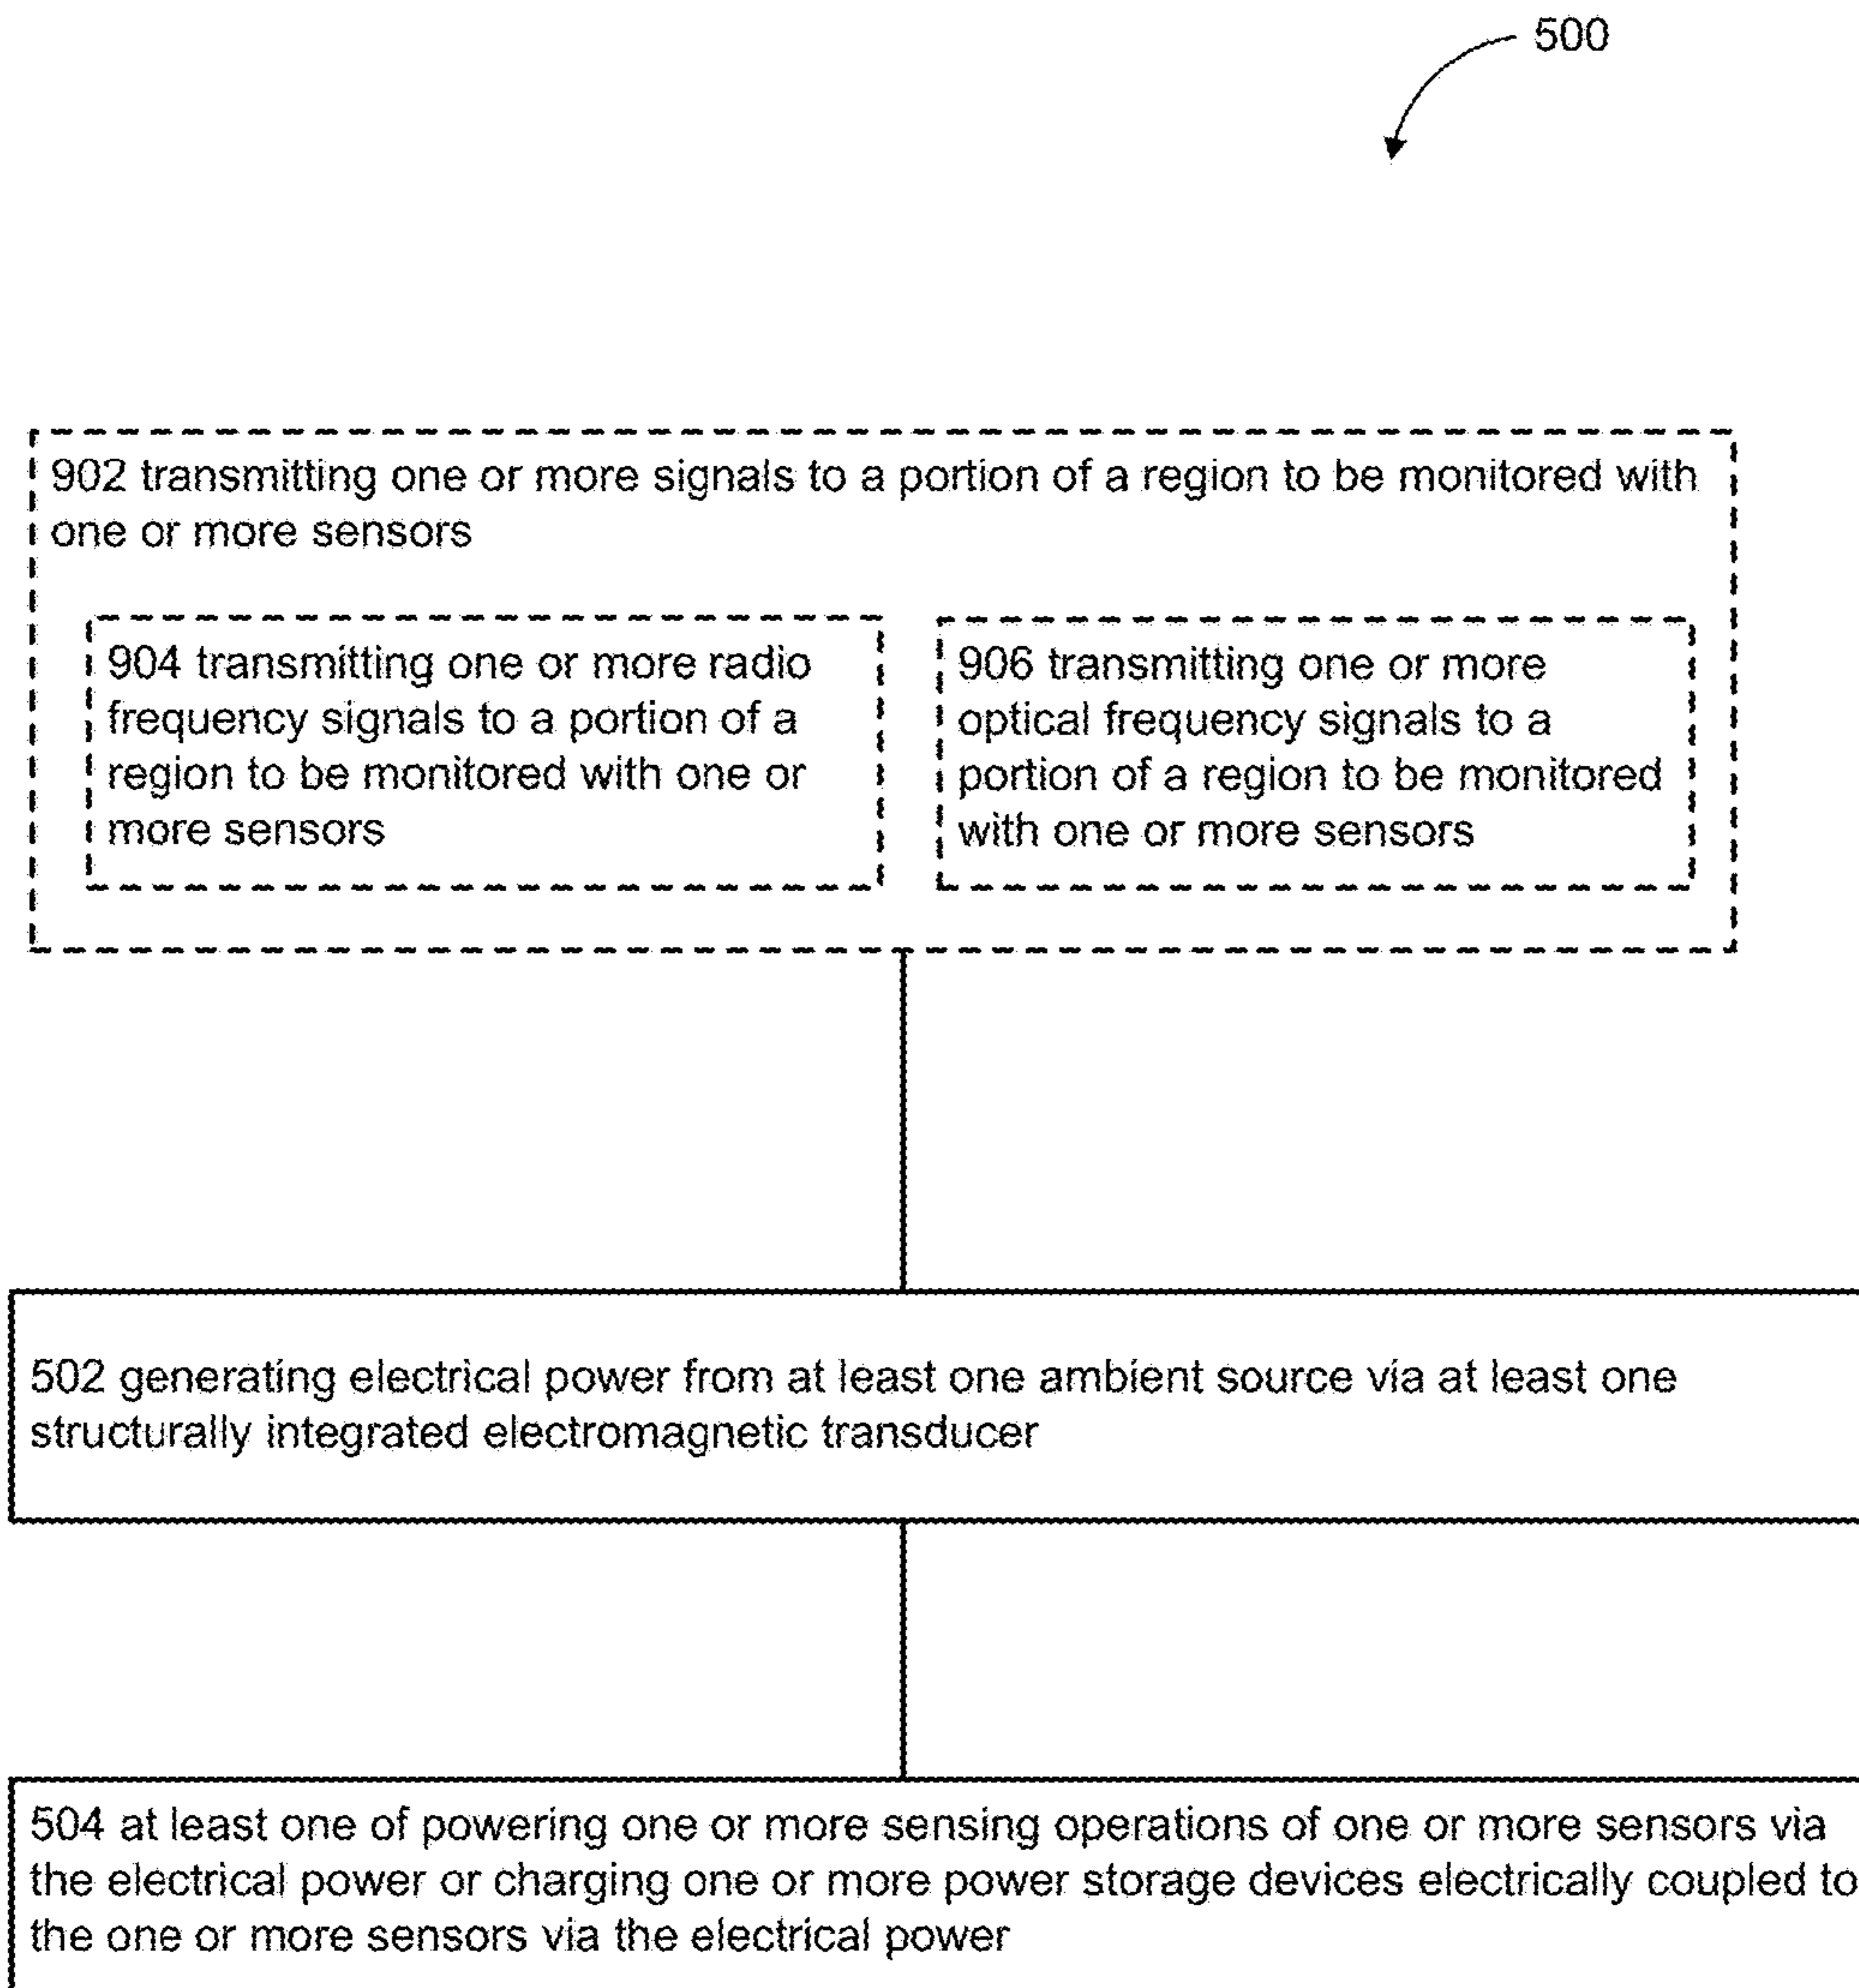 500
902 transmitting one or more signals to a portion of a region to be monitored with
one or more sensors
904 transmitting one or more radio
frequency signals to a portion of a
region to be monitored with one or
more sensors
906 transmitting one or more
optical frequency signals to a
portion of a region to be monitored
with one or more sensors
502 generating electrical power from at least one ambient source via at least one
structurally integrated electromagnetic transducer
504 at least one of powering one or more sensing operations of one or more sensors via
the electrical power or charging one or more power storage devices electrically coupled to
the one or more sensors via the electrical power